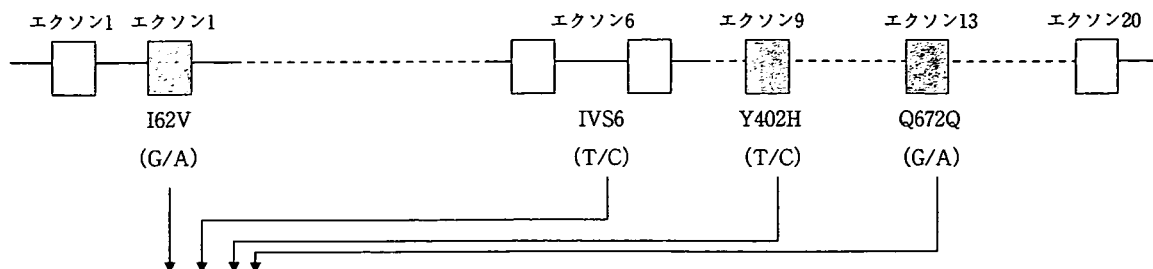 エクソン1 エクソン1 エクソン6 エクソン9 エクソン13 エクソン20
I62V IVS6 Y402H Q672Q
(G/A) (T/C) (T/C) (G/A)